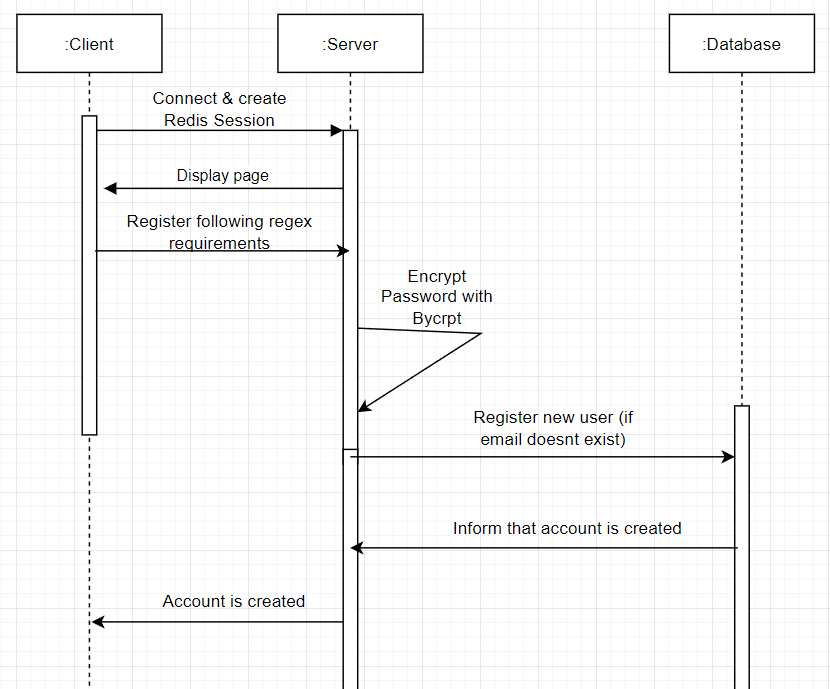 :Client
:Server
:Database
Connect & create
Redis Session
Display page
Register following regex
requirements
Encrypt
Password with
Bycrpt
Register new user (if
email doesnt exist)
Inform that account is created
Account is created